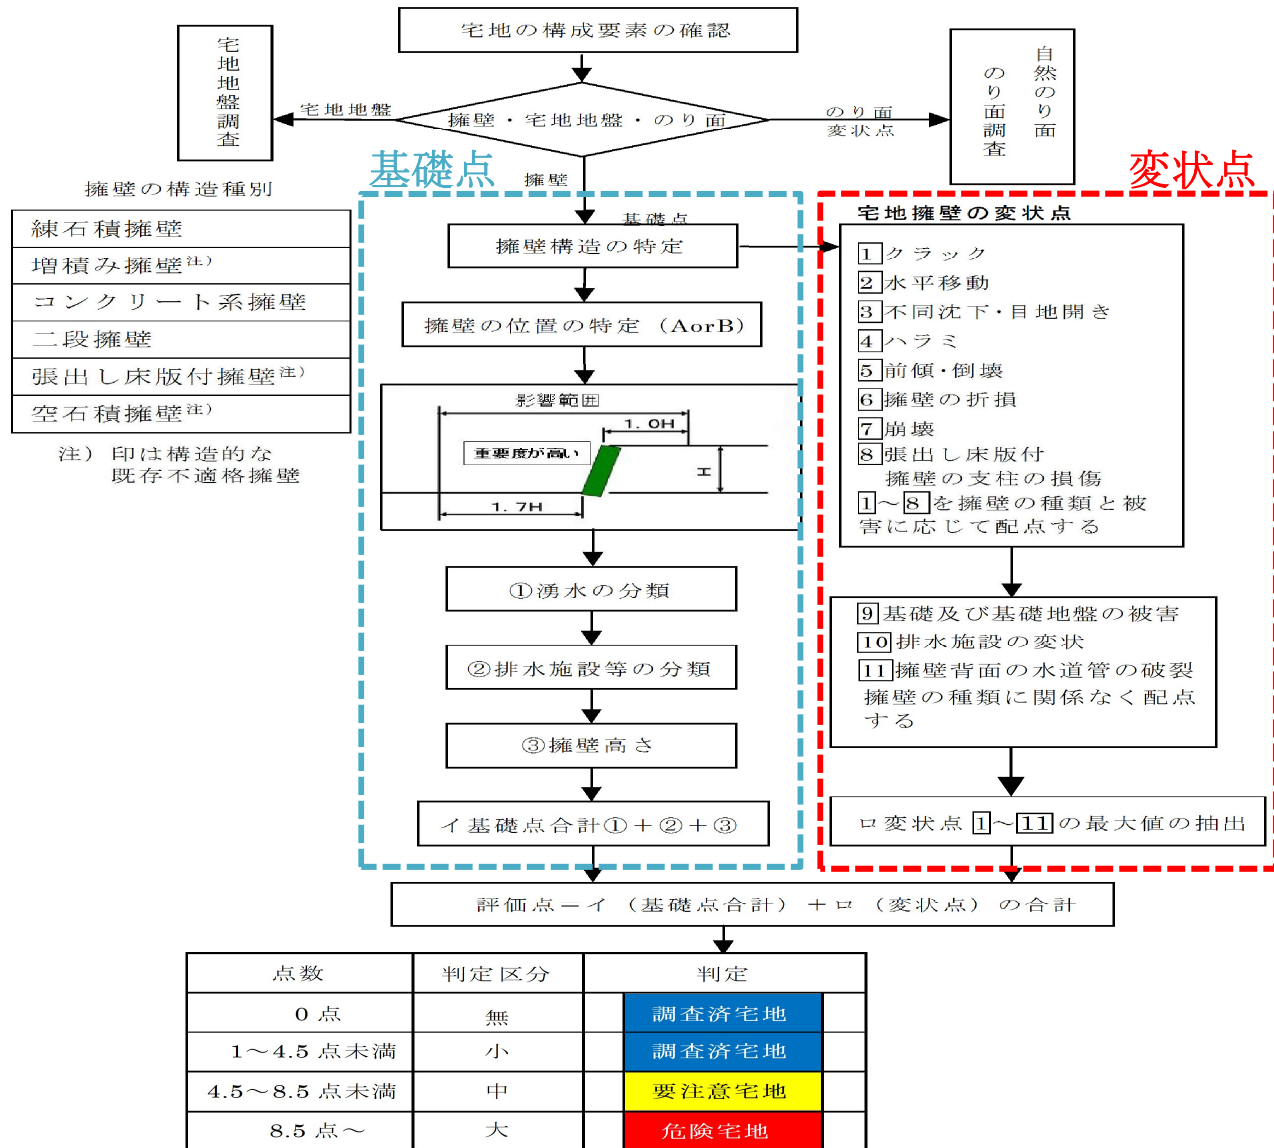 宅地の構成要素の確認
宅地地盤調査
自然のり面
のり面調査
宅地地盤
擁壁・宅地地盤・のり面
のり面
変状点
擁壁
基礎点
変状点
擁壁の構造種別
練石積擁壁
増積み擁壁注）
コンクリート系擁壁
二段擁壁
張出し床版付擁壁注）
空石積擁壁注）
注）印は構造的な
既存不適格擁壁
基礎点
擁壁構造の特定
擁壁の位置の特定（AorB）
影響範囲
1.0H
重要度が高い
H
1.7H
①湧水の分類
②排水施設等の分類
③擁壁高さ
イ基礎点合計①＋②＋③
宅地擁壁の変状点
1クラック
2水平移動
3不同沈下・目地開き
4ハラミ
5前傾・倒壊
6擁壁の折損
7崩壊
8張出し床版付
擁壁の支柱の損傷
1～8を擁壁の種類と被
害に応じて配点する
9基礎及び基礎地盤の被害
10排水施設の変状
11擁壁背面の水道管の破裂
擁壁の種類に関係なく配点
する
ロ変状点1～11の最大値の抽出
評価点－イ（基礎点合計）＋ロ（変状点）の合計
点数 判定区分 判定
0点 無 調査済宅地
1～4.5点未満 小 調査済宅地
4.5～8.5点未満 中 要注意宅地
8.5点～ 大 危険宅地